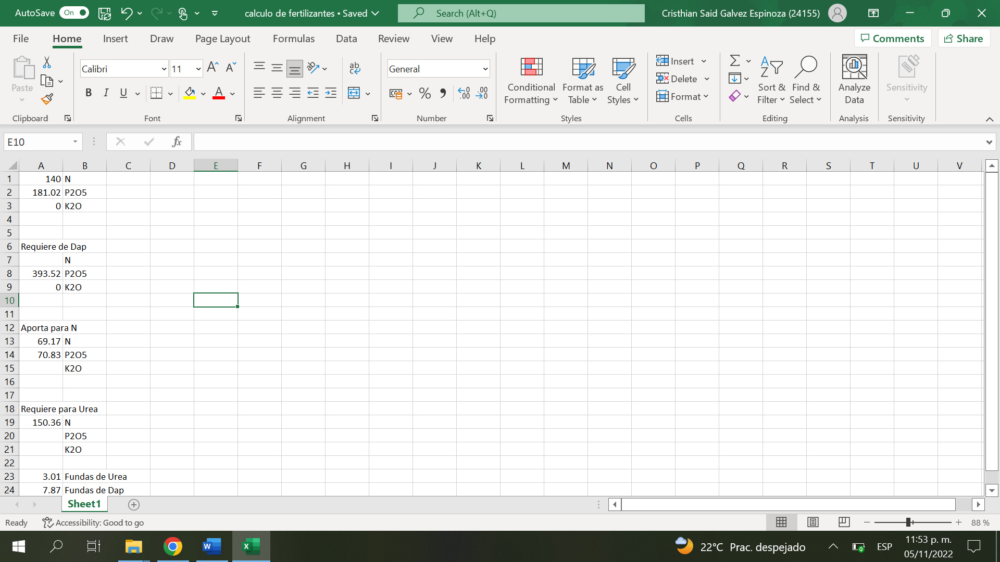 AutoSave On calculo de fertilizantes • Saved Search (Alt+Q) Cristhian Said Galvez Espinoza (24155)
File Home Insert Draw Page Layout Formulas Data Review View Help Comments Share
Paste
Clipboard
Calibri 11
B I U
Font
ab
Alignment
General
% .00
Number
Conditional Formatting
Format as Table
Cell Styles
Styles
Insert
Delete
Format
Cells
Sort & Filter
Find & Select
Editing
Analyze Data
Analysis
Sensitivity
Sensitivity
E10 fx
A B C D E F G H I J K L M N O P Q R S T U V
1 140 N
2 181.02 P2O5
3 0 K2O
4
5
6 Requiere de Dap
7 N
8 393.52 P2O5
9 0 K2O
10
11
12 Aporta para N
13 69.17 N
14 70.83 P2O5
15 K2O
16
17
18 Requiere para Urea
19 150.36 N
20 P2O5
21 K2O
22
23 3.01 Fundas de Urea
24 7.87 Fundas de Dap
Sheet1
Ready Accessibility: Good to go 88 %
22°C Prac. despejado ESP 11:53 p. m.
05/11/2022